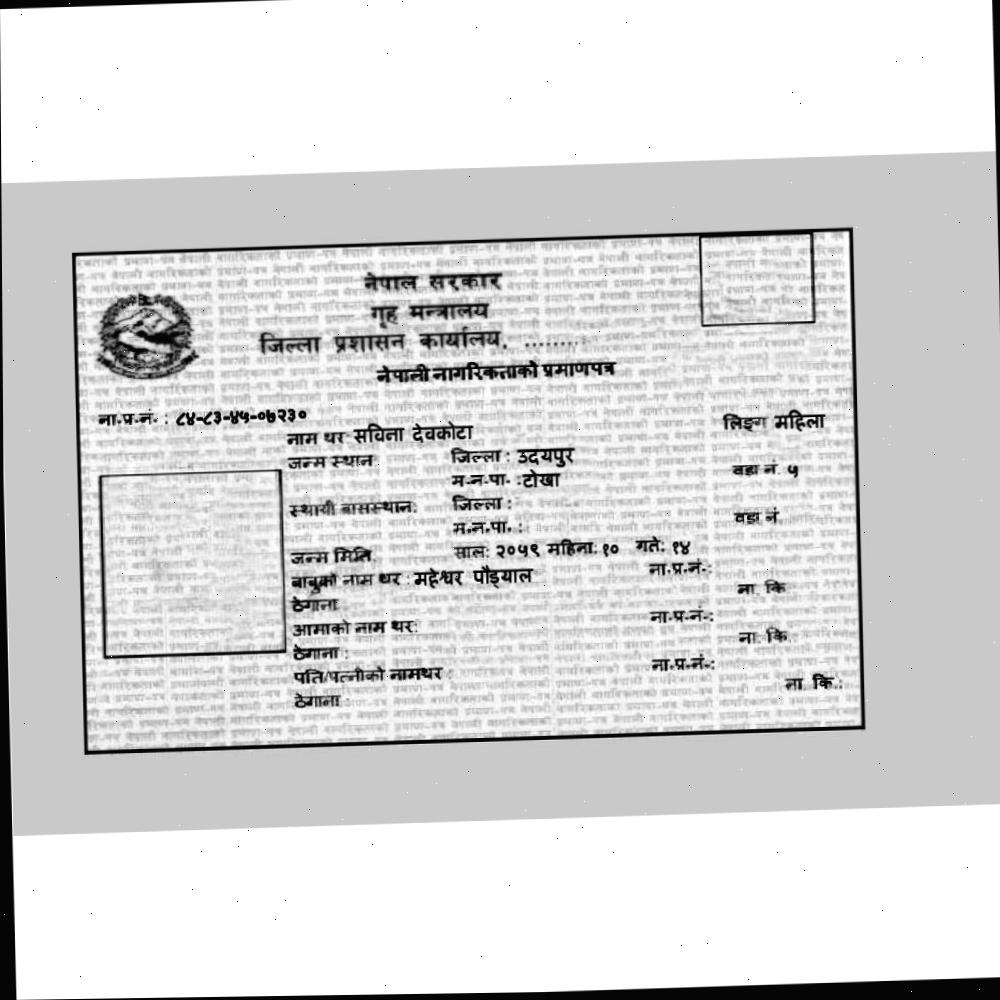 नेपाल सरकार
गृह मन्त्रालय
जिल्ला प्रशासन कार्यालय, ........
नेपाली नागरिकताको प्रमाणपत्र
ना.प्र.नं. : ८४-८३-४५-०७२३०
नाम थर सविना देवकोटा लिङ्ग महिला
जन्म स्थान जिल्ला : उदयपुर
म.न.पा. : टोखा वडा नं. ५
स्थायी बासस्थान: जिल्ला :
म.न.पा. : वडा नं
जन्म मिति साल: २०५९ महिना: १० गते: १४
बाबुको नाम थर : महेश्वर पौड्याल ना.प्र.नं.:
ठेगाना ना. कि
आमाको नाम थर: ना.प्र.नं.:
ठेगाना : ना. कि.
पति/पत्नीको नामथर : ना.प्र.नं.:
ठेगाना : ना. कि.: